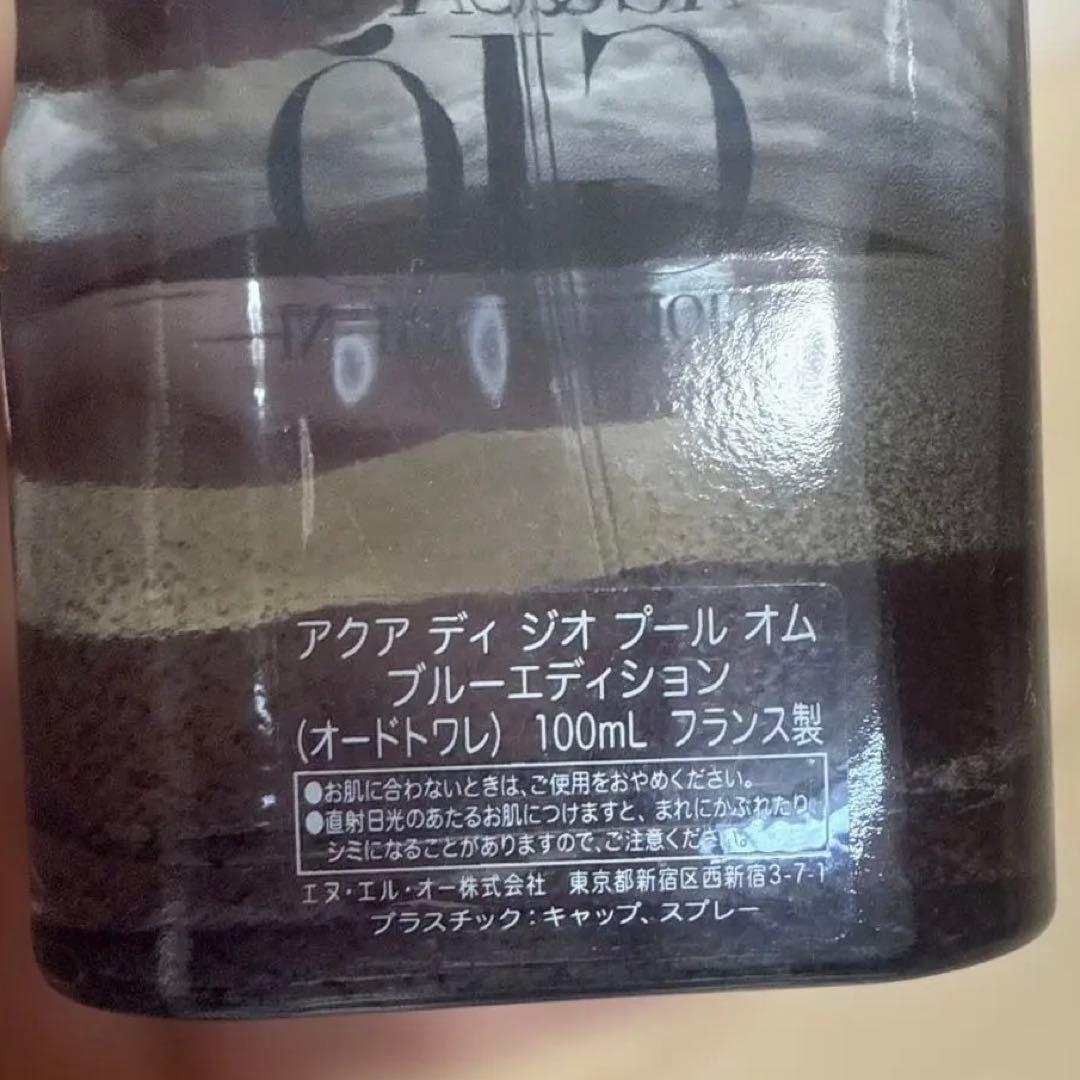 GIÒ
アクア ディ ジオ プール オム
ブルーエディション
(オードトワレ) 100mL フランス製
●お肌に合わないときは、ご使用をおやめください。
●直射日光のあたるお肌につけますと、まれにかぶれたり、
シミになることがありますので、ご注意くださ
エヌ・エル・オー株式会社 東京都新宿区西新宿3-7-1
プラスチック：キャップ、スプレー